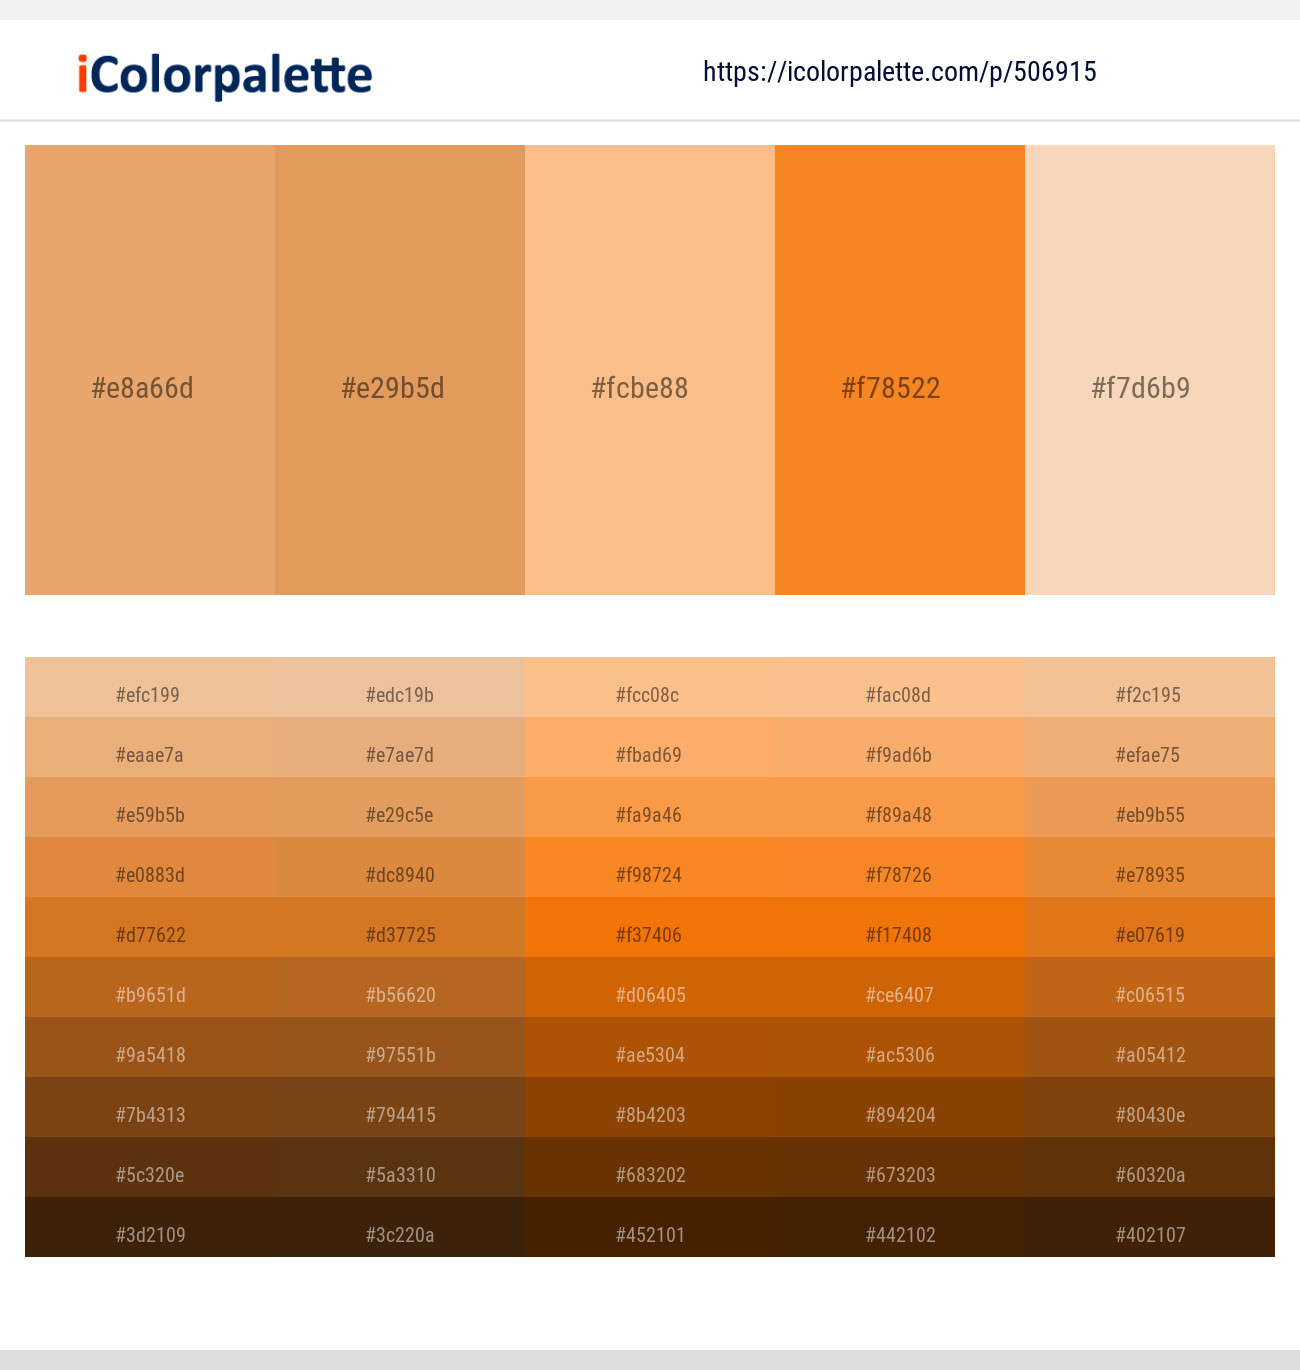 iColorpalette
https://icolorpalette.com/p/506915
#e8a66d #e29b5d #fcbe88 #f78522 #f7d6b9
#efc199 #edc19b #fcc08c #fac08d #f2c195
#eaae7a #e7ae7d #fbad69 #f9ad6b #efae75
#e59b5b #e29c5e #fa9a46 #f89a48 #eb9b55
#e0883d #dc8940 #f98724 #f78726 #e78935
#d77622 #d37725 #f37406 #f17408 #e07619
#b9651d #b56620 #d06405 #ce6407 #c06515
#9a5418 #97551b #ae5304 #ac5306 #a05412
#7b4313 #794415 #8b4203 #894204 #80430e
#5c320e #5a3310 #683202 #673203 #60320a
#3d2109 #3c220a #452101 #442102 #402107